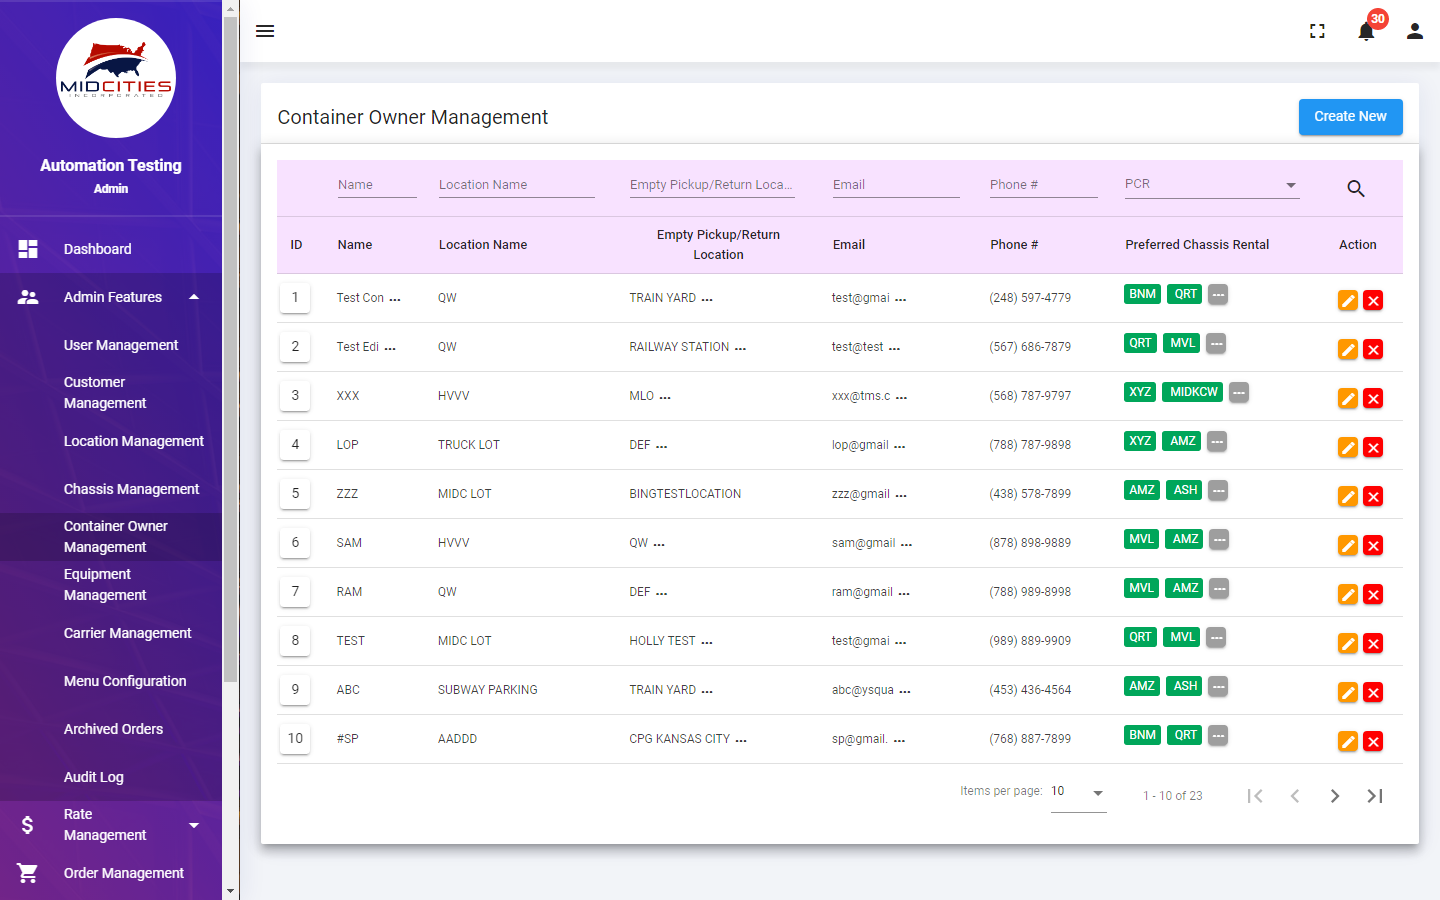 MIDCITIES
INCORPORATED
Automation Testing
Admin
Dashboard
Admin Features
User Management
Customer
Management
Location Management
Chassis Management
Container Owner
Management
Equipment
Management
Carrier Management
Menu Configuration
Archived Orders
Audit Log
Rate
Management
Order Management
30
Container Owner Management
Create New
Name Location Name Empty Pickup/Return Loca... Email Phone # PCR
ID Name Location Name Empty Pickup/Return Location Email Phone # Preferred Chassis Rental Action
1 Test Con ... QW TRAIN YARD ... test@gmai ... (248) 597-4779 BNM QRT ---
2 Test Edi ... QW RAILWAY STATION ... test@test ... (567) 686-7879 QRT MVL ---
3 XXX HVVV MLO ... xxx@tms.c ... (568) 787-9797 XYZ MIDKCW ---
4 LOP TRUCK LOT DEF ... lop@gmail ... (788) 787-9898 XYZ AMZ ---
5 ZZZ MIDC LOT BINGTESTLOCATION zzz@gmail ... (438) 578-7899 AMZ ASH ---
6 SAM HVVV QW ... sam@gmail ... (878) 898-9889 MVL AMZ ---
7 RAM QW DEF ... ram@gmail ... (788) 989-8998 MVL AMZ ---
8 TEST MIDC LOT HOLLY TEST ... test@gmai ... (989) 889-9909 QRT MVL ---
9 ABC SUBWAY PARKING TRAIN YARD ... abc@ysqua ... (453) 436-4564 AMZ ASH ---
10 #SP AADDD CPG KANSAS CITY ... sp@gmail. ... (768) 887-7899 BNM QRT ---
Items per page: 10 1 - 10 of 23